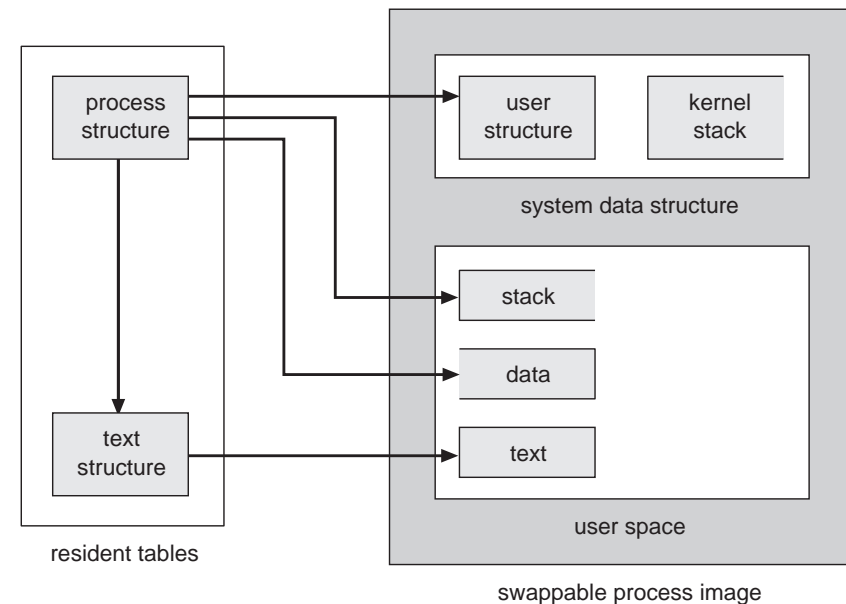 process
structure
text
structure
resident tables
user
structure
kernel
stack
system data structure
stack
data
text
user space
swappable process image